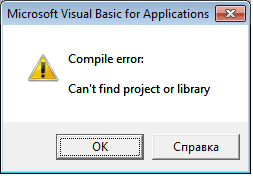 Microsoft Visual Basic for Applications
Compile error:
Can't find project or library
OK
Справка